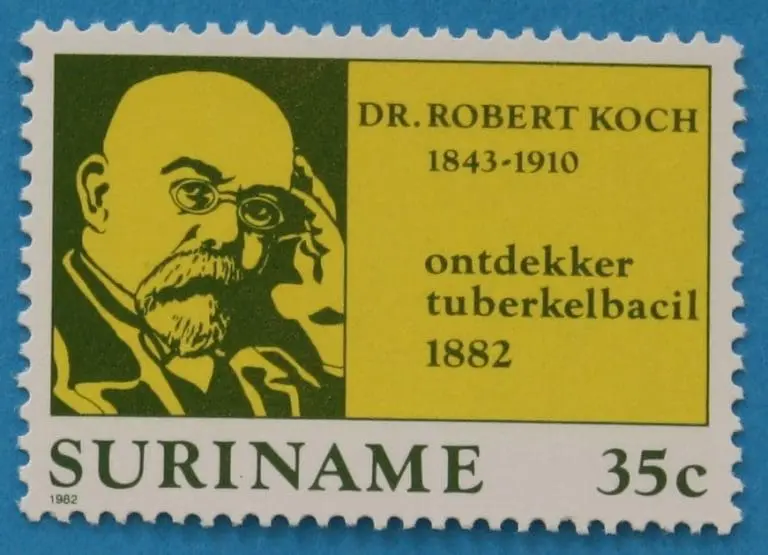 DR. ROBERT KOCH
1843-1910
ontdekker
tuberkelbacil
1882
SURINAME 35c
1982